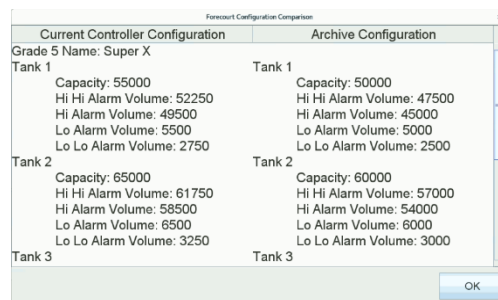 Forecourt Configuration Comparison
Current Controller Configuration
Archive Configuration
Grade 5 Name: Super X
Tank 1
Capacity: 55000
Hi Hi Alarm Volume: 52250
Hi Alarm Volume: 49500
Lo Alarm Volume: 5500
Lo Lo Alarm Volume: 2750
Tank 2
Capacity: 65000
Hi Hi Alarm Volume: 61750
Hi Alarm Volume: 58500
Lo Alarm Volume: 6500
Lo Lo Alarm Volume: 3250
Tank 3
Tank 1
Capacity: 50000
Hi Hi Alarm Volume: 47500
Hi Alarm Volume: 45000
Lo Alarm Volume: 5000
Lo Lo Alarm Volume: 2500
Tank 2
Capacity: 60000
Hi Hi Alarm Volume: 57000
Hi Alarm Volume: 54000
Lo Alarm Volume: 6000
Lo Lo Alarm Volume: 3000
Tank 3
OK